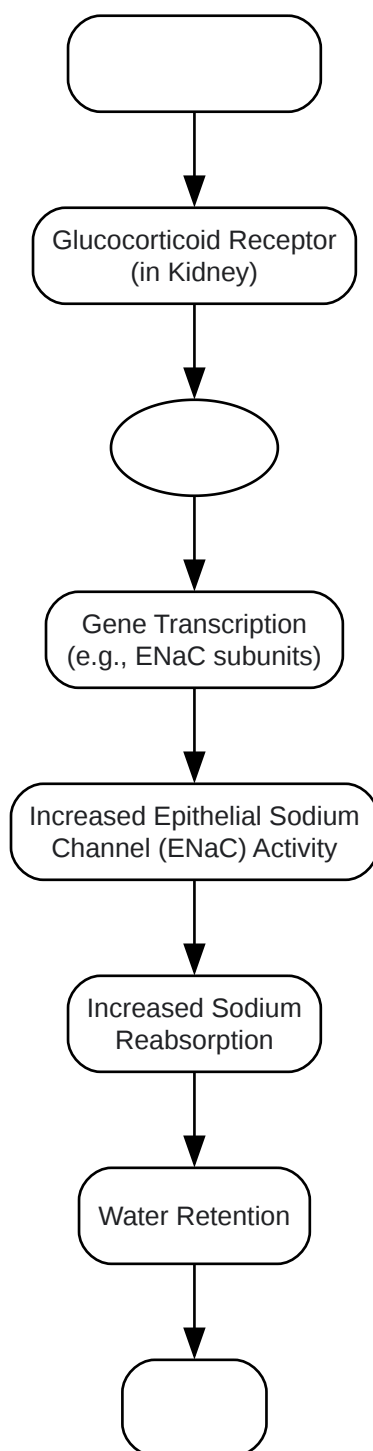 Glucocorticoid Receptor
(in Kidney)
Gene Transcription
(e.g., ENaC subunits)
Increased Epithelial Sodium
Channel (ENaC) Activity
Increased Sodium
Reabsorption
Water Retention